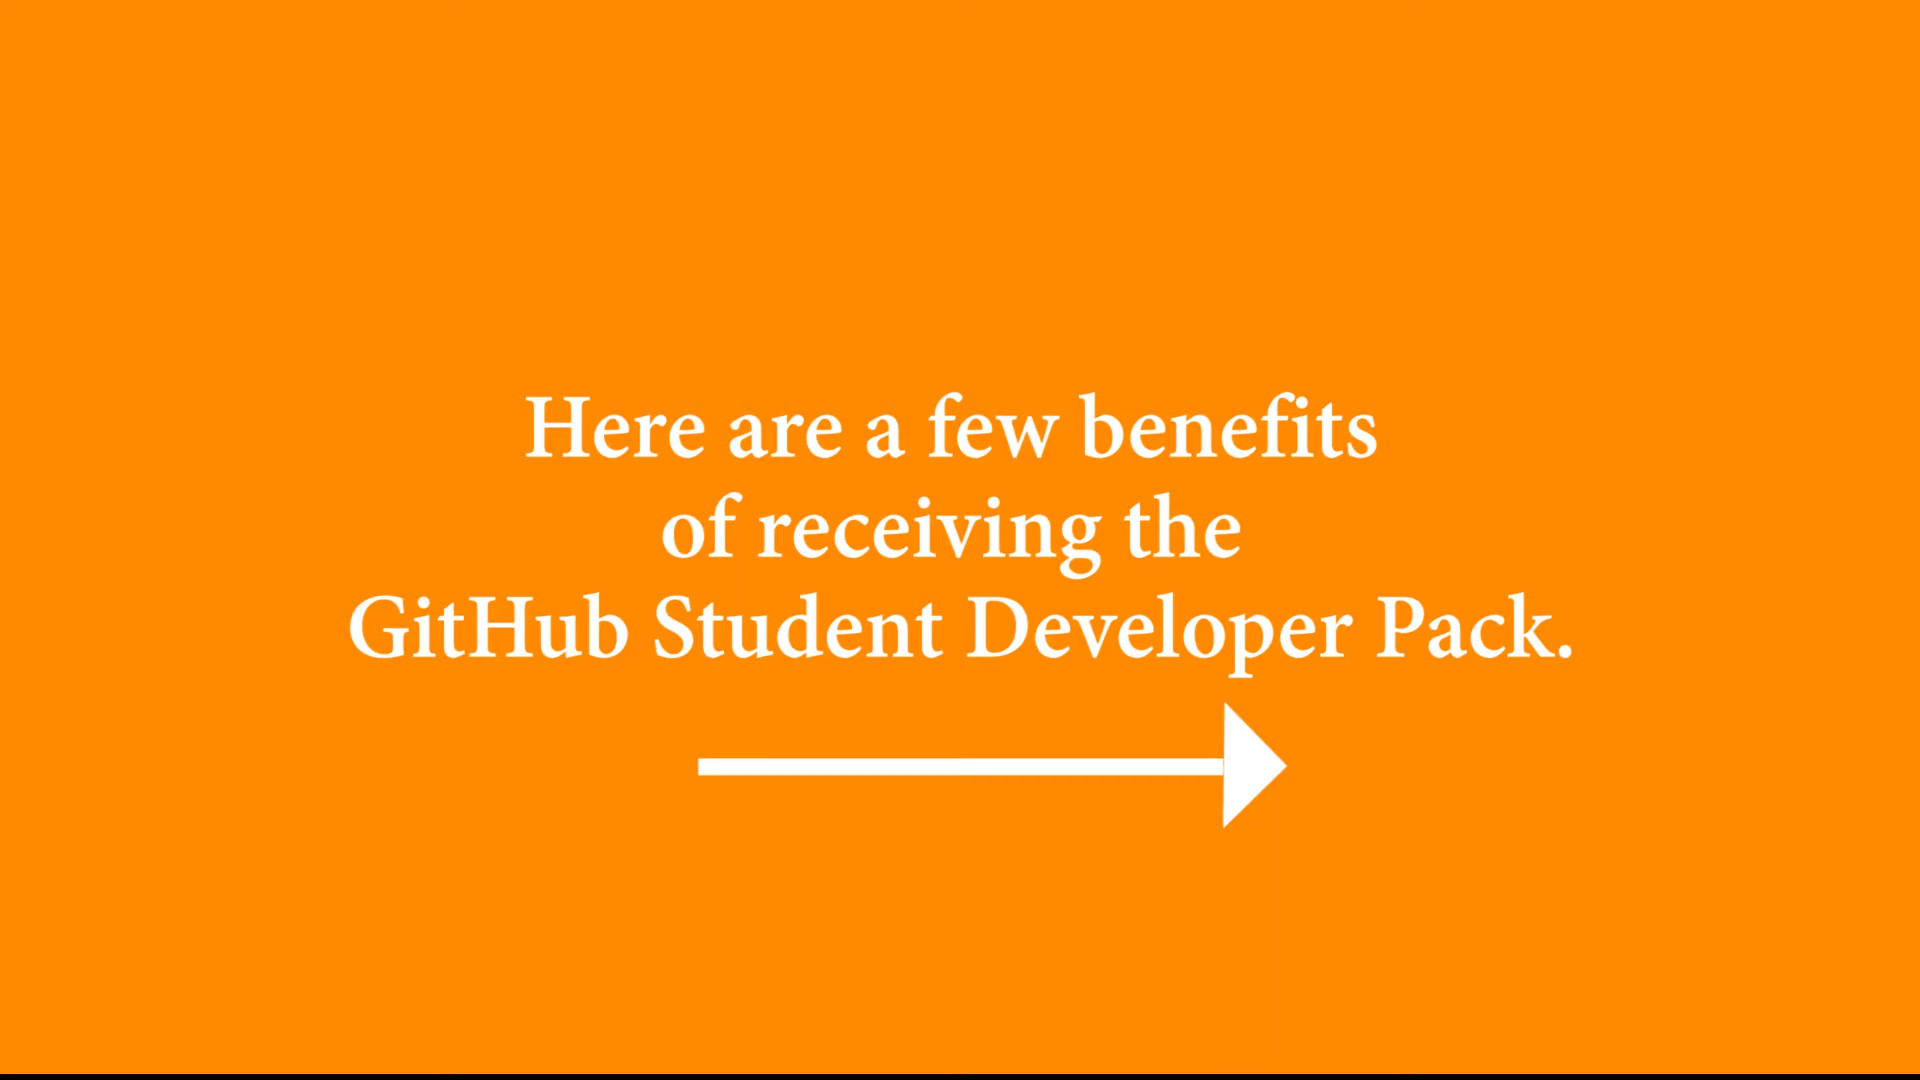 Here are a few benefits
of receiving the
GitHub Student Developer Pack.